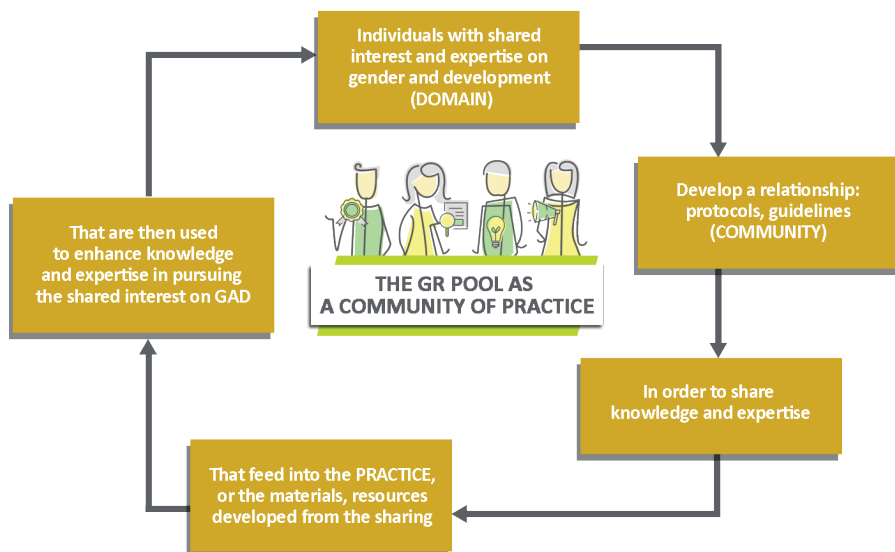 Individuals with shared
interest and expertise on
gender and development
(DOMAIN)
Develop a relationship:
protocols, guidelines
(COMMUNITY)
In order to share
knowledge and expertise
That feed into the PRACTICE,
or the materials, resources
developed from the sharing
That are then used
to enhance knowledge
and expertise in pursuing
the shared interest on GAD
THE GR POOL AS
A COMMUNITY OF PRACTICE